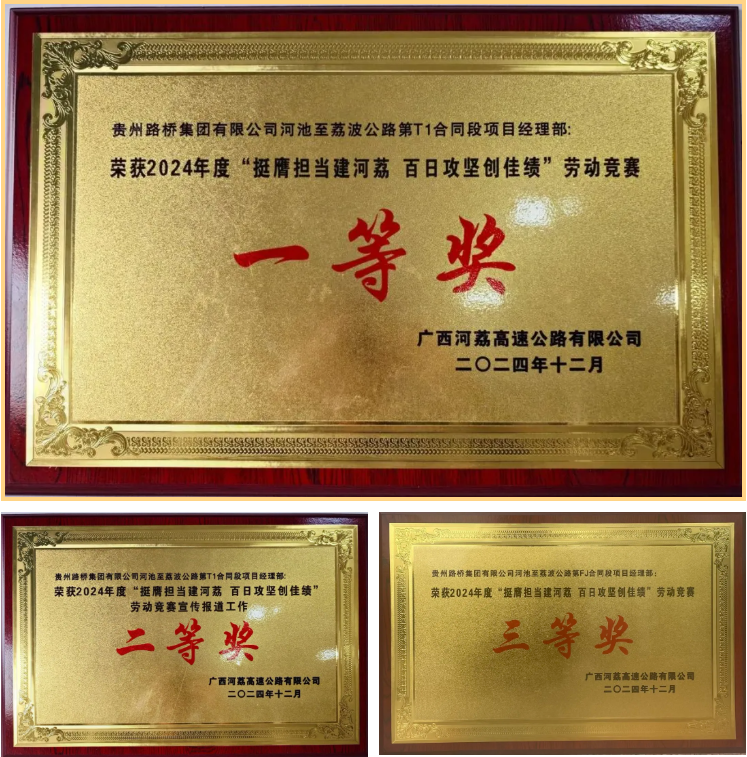 贵州路桥集团有限公司河池至荔波公路第T1合同段项目经理部:
荣获2024年度“挺膺担当建河荔 百日攻坚创佳绩”劳动竞赛
一等奖
广西河荔高速公路有限公司
二〇二四年十二月
贵州路桥集团有限公司河池至荔波公路第T1合同段项目经理部:
荣获2024年度“挺膺担当建河荔 百日攻坚创佳绩”
劳动竞赛宣传报道工作
二等奖
广西河荔高速公路有限公司
二〇二四年十二月
贵州路桥集团有限公司河池至荔波公路第FJ合同段项目经理部:
荣获2024年度“挺膺担当建河荔 百日攻坚创佳绩”劳动竞赛
三等奖
广西河荔高速公路有限公司
二〇二四年十二月